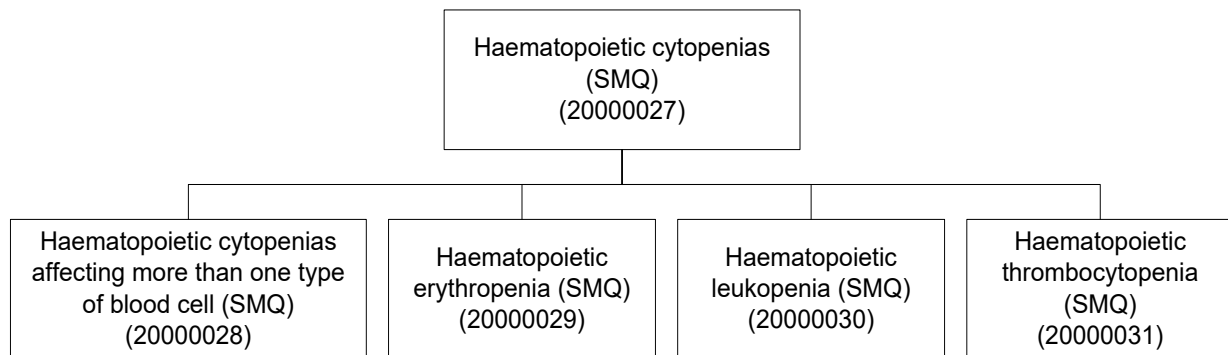 Haematopoietic cytopenias
(SMQ)
(20000027)
Haematopoietic cytopenias
affecting more than one type
of blood cell (SMQ)
(20000028)
Haematopoietic
erythropenia (SMQ)
(20000029)
Haematopoietic
leukopenia (SMQ)
(20000030)
Haematopoietic
thrombocytopenia
(SMQ)
(20000031)